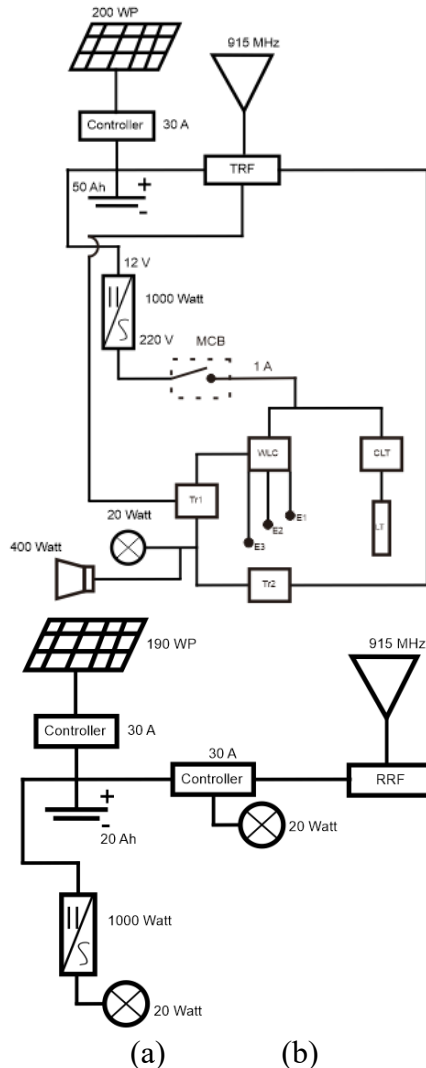 200 WP
915 MHz
Controller
30 A
TRF
50 Ah
+
-
12 V
1000 Watt
220 V
MCB
1 A
WLC
CLT
Tr1
E1
E2
E3
LT
20 Watt
400 Watt
Tr2
190 WP
915 MHz
Controller
30 A
30 A
Controller
RRF
+
-
20 Ah
20 Watt
1000 Watt
20 Watt
(a) (b)